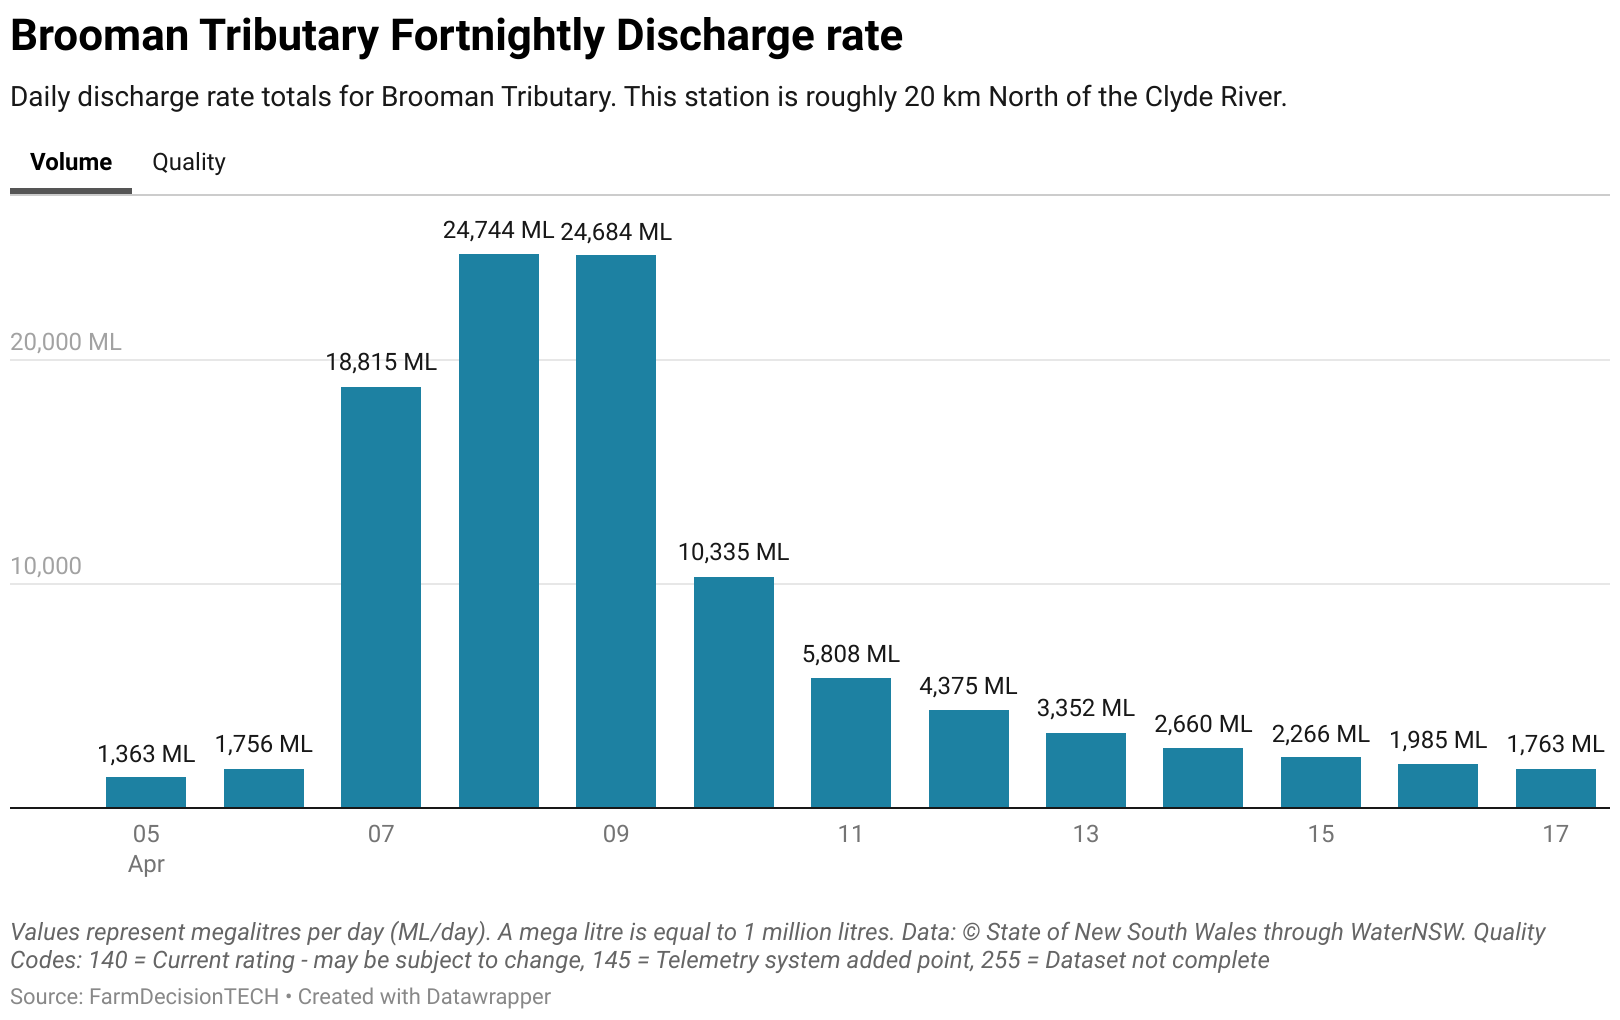 Brooman Tributary Fortnightly Discharge rate
Daily discharge rate totals for Brooman Tributary. This station is roughly 20 km North of the Clyde River.
Volume Quality
24,744 ML 24,684 ML
20,000 ML
18,815 ML
10,335 ML
10,000
5,808 ML
4,375 ML
3,352 ML
2,660 ML
2,266 ML
1,985 ML
1,763 ML
1,756 ML
1,363 ML
05 07 09 11 13 15 17
Apr
Values represent megalitres per day (ML/day). A mega litre is equal to 1 million litres. Data: © State of New South Wales through WaterNSW. Quality
Codes: 140 = Current rating - may be subject to change, 145 = Telemetry system added point, 255 = Dataset not complete
Source: FarmDecisionTECH • Created with Datawrapper